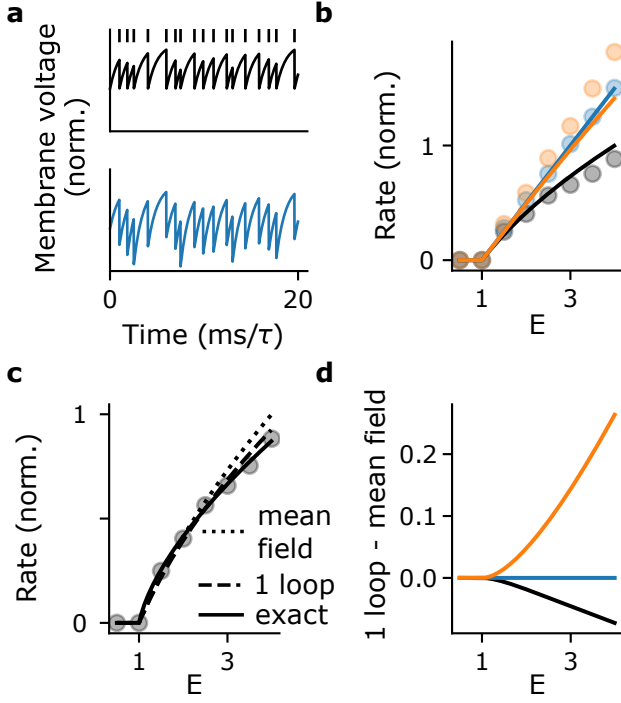 a
Membrane voltage
(norm.)
0
20
Time (ms/τ)
b
Rate (norm.)
1
0
1
3
E
c
Rate (norm.)
1
0
mean
field
1 loop
exact
1
3
E
d
1 loop - mean field
0.2
0.1
0.0
1
3
E